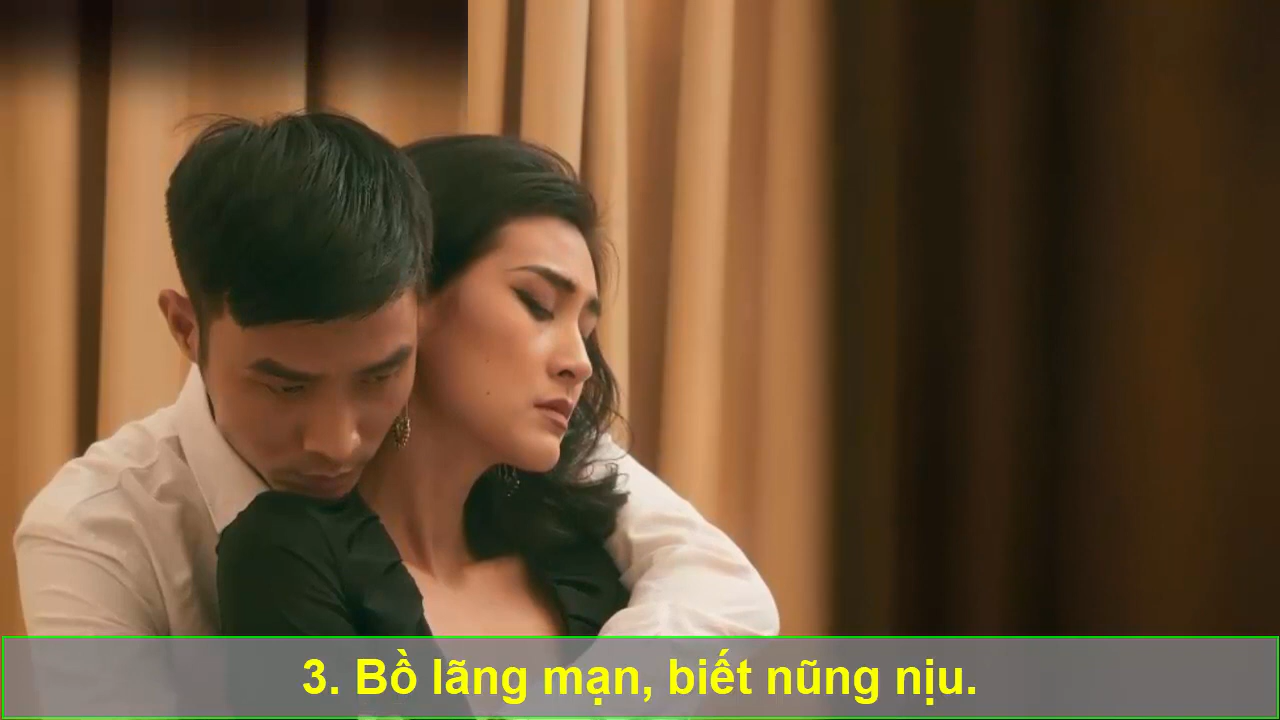 3. Bồ lãng mạn, biết nũng nịu.